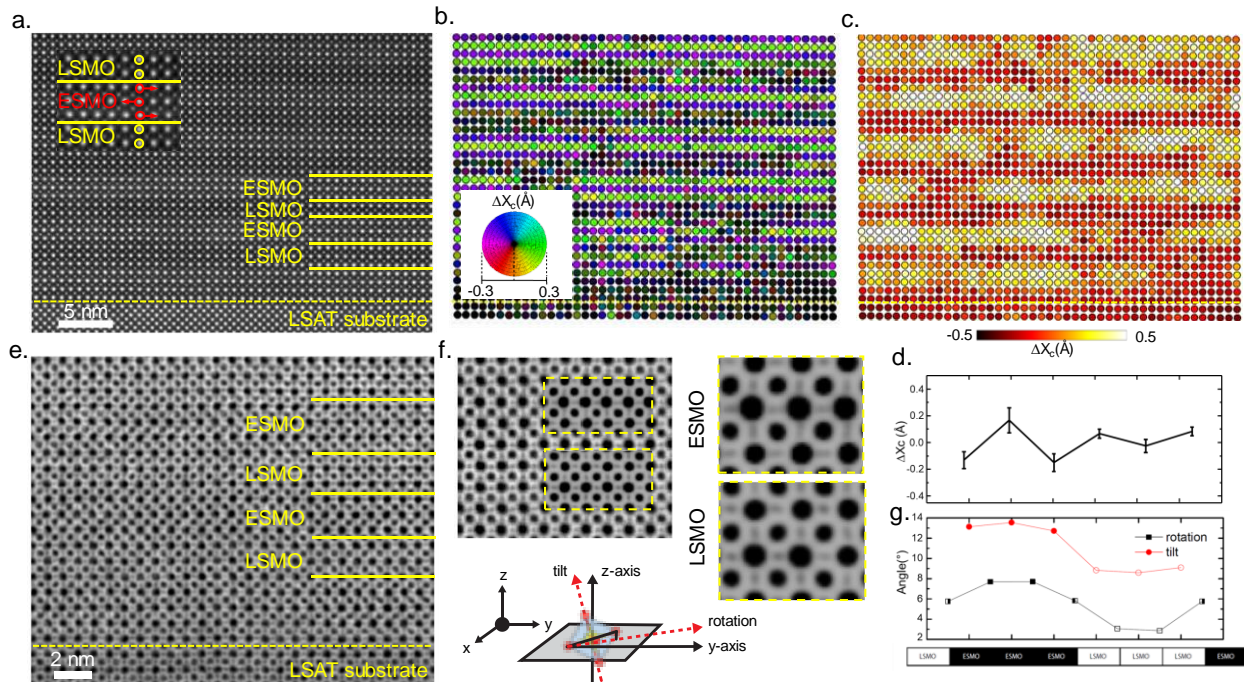 a.
LSMO
ESMO
LSMO
ESMO
LSMO
ESMO
LSMO
5 nm
LSAT substrate
b.
ΔXc(Å)
-0.3
0.3
c.
-0.5
0.5
ΔXc(Å)
d.
0.4
0.2
0.0
-0.2
-0.4
ΔXc (Å)
e.
ESMO
LSMO
ESMO
LSMO
2 nm
LSAT substrate
f.
ESMO
LSMO
z
y
x
tilt
z-axis
rotation
y-axis
g.
14
12
10
8
6
4
2
Angle(°)
rotation
tilt
LSMO ESMO ESMO ESMO LSMO LSMO LSMO ESMO